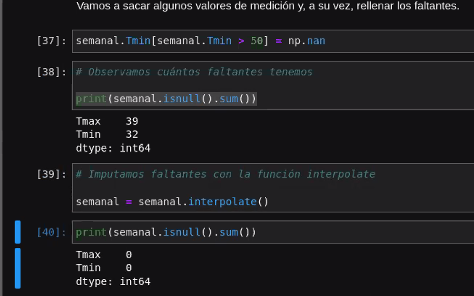 Vamos a sacar algunos valores de medición y, a su vez, rellenar los faltantes.
[37]: semanal.Tmin[semanal.Tmin > 50] = np.nan
[38]: # Observamos cuántos faltantes tenemos
print(semanal.isnull().sum())
Tmax    39
Tmin    32
dtype: int64
[39]: # Imputamos faltantes con la función interpolate
semanal = semanal.interpolate()
[40]: print(semanal.isnull().sum())
Tmax    0
Tmin    0
dtype: int64